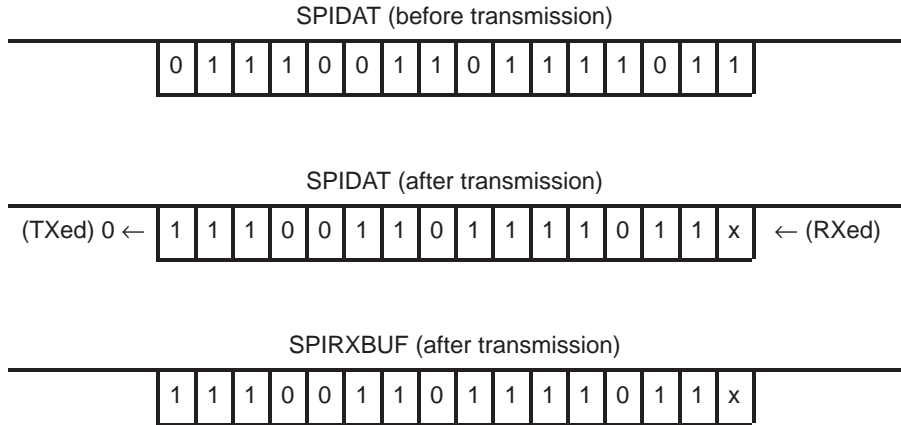 SPIDAT (before transmission)
0 1 1 1 0 0 1 1 0 1 1 1 1 0 1 1
SPIDAT (after transmission)
(TXed) 0 ← 1 1 1 0 0 1 1 0 1 1 1 1 0 1 1 x ← (RXed)
SPIRXBUF (after transmission)
1 1 1 0 0 1 1 0 1 1 1 1 0 1 1 x